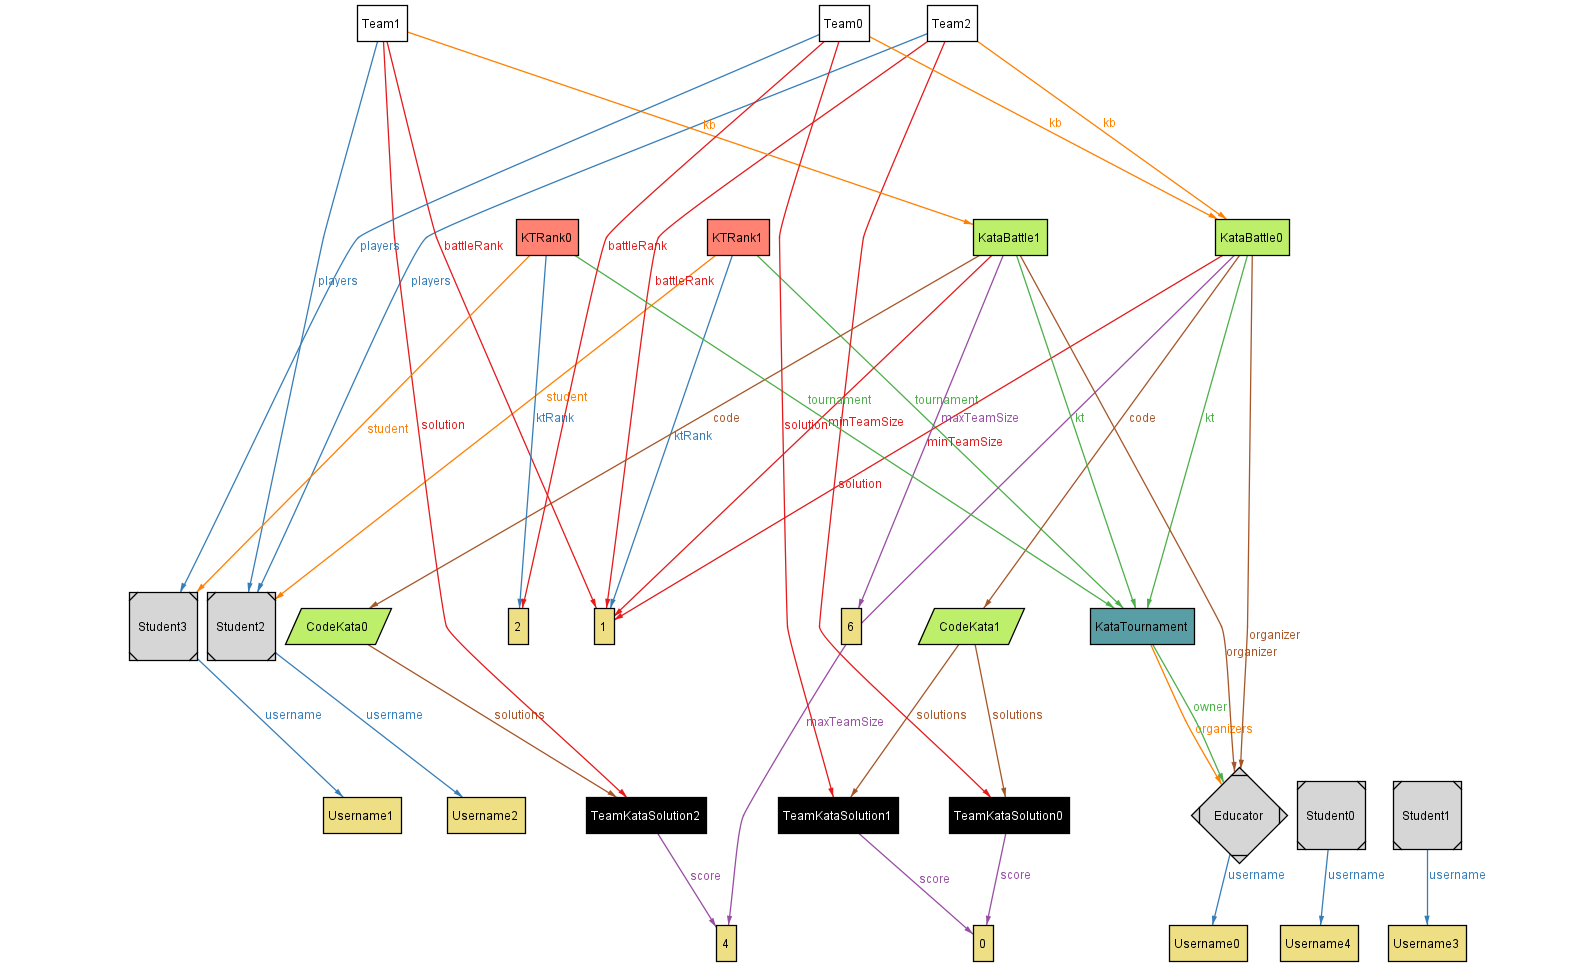 Team1
Team0
Team2
kb
kb
kb
KTRank0
KTRank1
KataBattle1
KataBattle0
players
battleRank
battleRank
players
players
battleRank
student
ktRank
student
solution
ktRank
code
tournament
solution
minTeamSize
tournament
maxTeamSize
minTeamSize
kt
code
kt
solution
Student3
Student2
CodeKata0
2
1
6
CodeKata1
KataTournament
organizer
organizer
username
username
solutions
maxTeamSize
solutions
solutions
owner
organizers
Username1
Username2
TeamKataSolution2
TeamKataSolution1
TeamKataSolution0
Educator
Student0
Student1
score
score
score
username
username
username
4
0
Username0
Username4
Username3